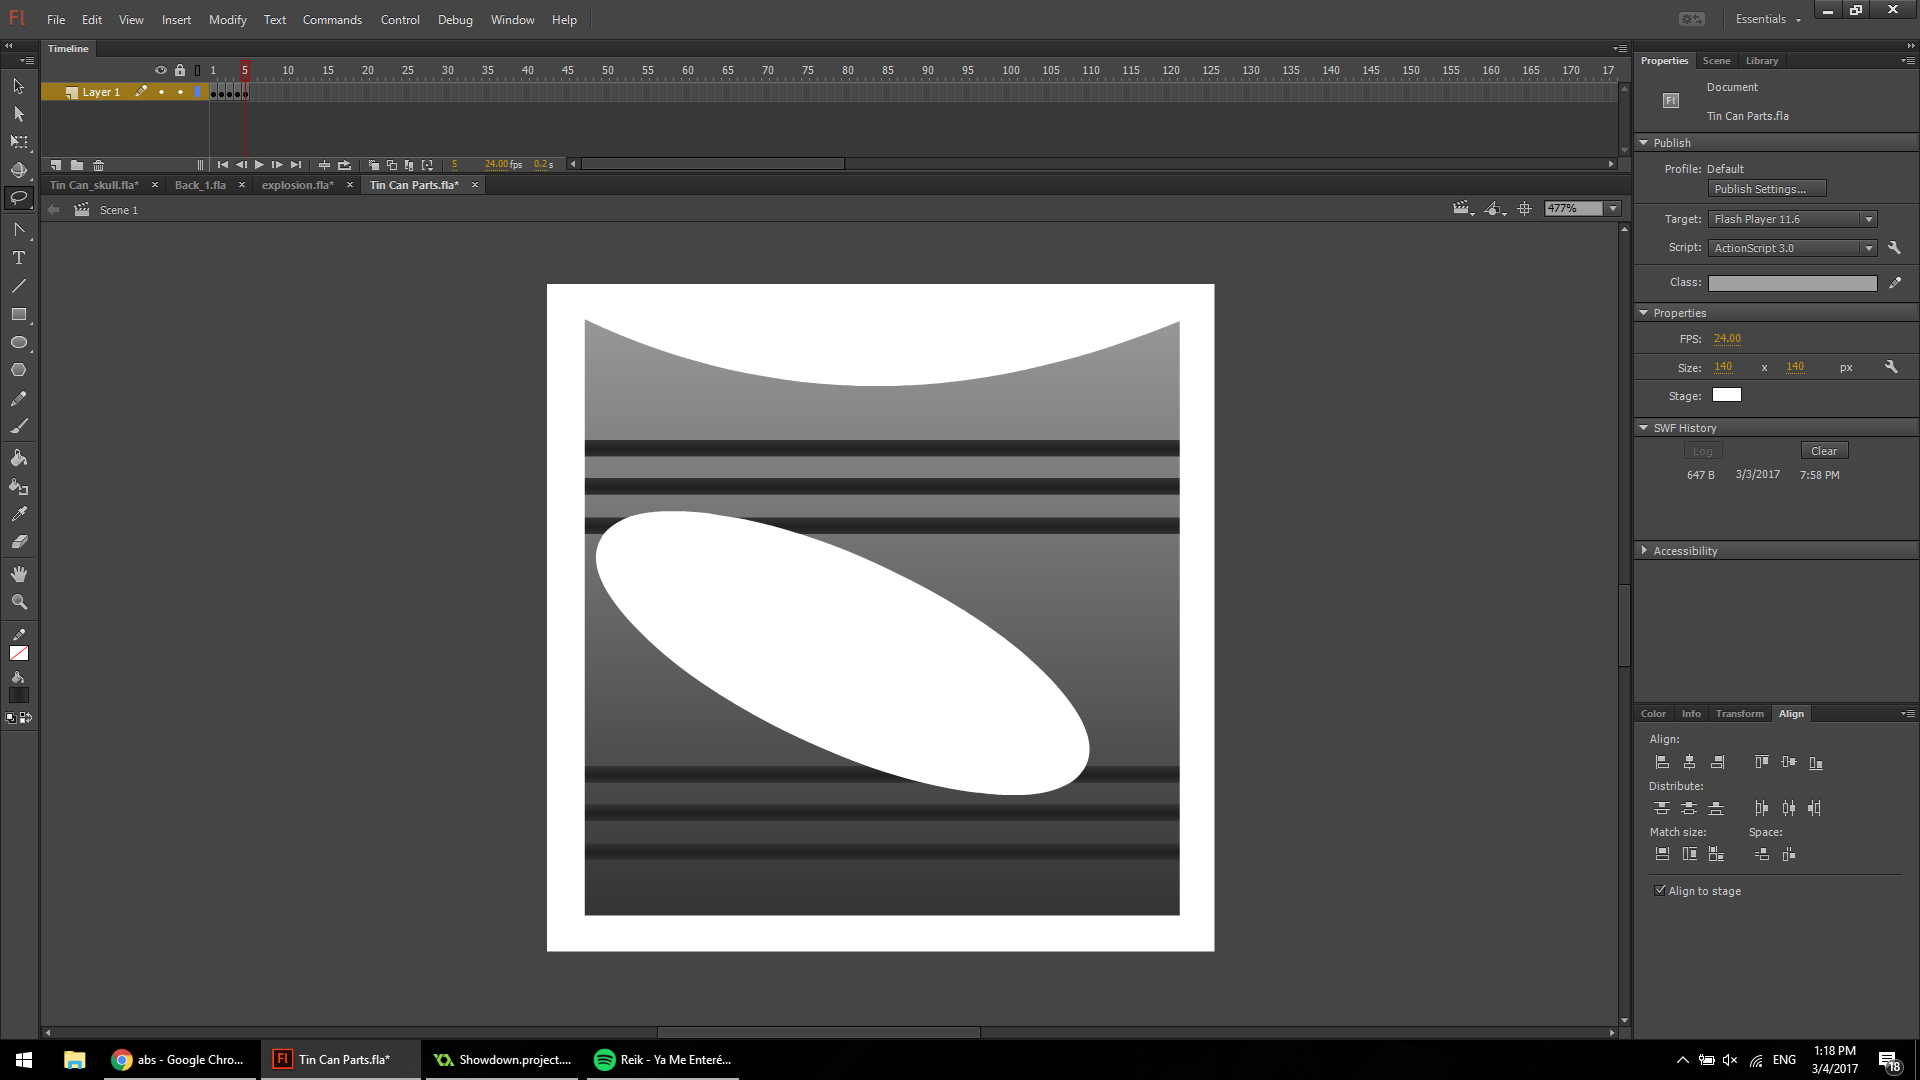 Fl File Edit View Insert Modify Text Commands Control Debug Window Help Essentials
Timeline
1 5 10 15 20 25 30 35 40 45 50 55 60 65 70 75 80 85 90 95 100 105 110 115 120 125 130 135 140 145 150 155 160 165 170 17
Layer 1
5 24.00 fps 0.2 s
Tin Can_skull.fla* Back_1.fla explosion.fla* Tin Can Parts.fla*
Scene 1
477%
Properties Scene Library
Fl
Document
Tin Can Parts.fla
Publish
Profile: Default
Publish Settings...
Target: Flash Player 11.6
Script: ActionScript 3.0
Class:
Properties
FPS: 24.00
Size: 140 x 140 px
Stage:
SWF History
Log Clear
647 B 3/3/2017 7:58 PM
Accessibility
Color Info Transform Align
Align:
Distribute:
Match size: Space:
Align to stage
T
abs - Google Chro...
Fl Tin Can Parts.fla*
Showdown.project....
Reik - Ya Me Enteré...
ENG
1:18 PM
3/4/2017
18